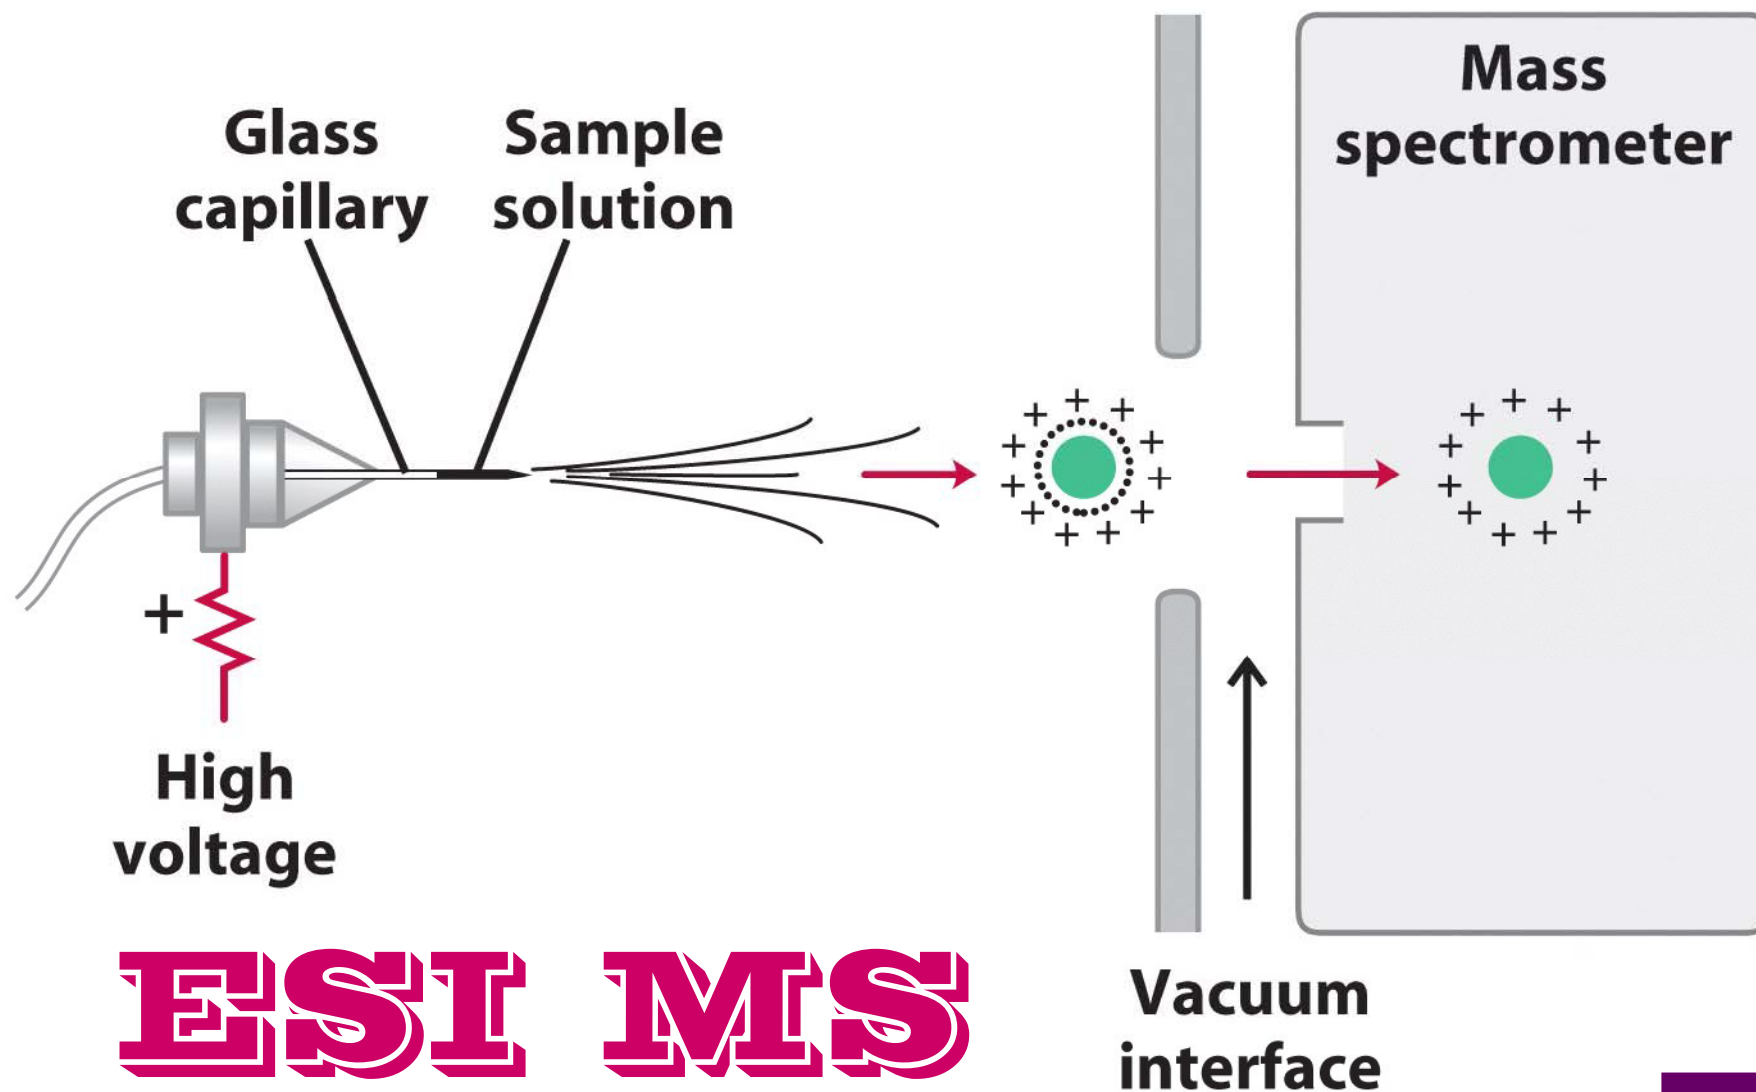 Glass
capillary
Sample
solution
Mass
spectrometer
+
High
voltage
Vacuum
interface
ESI MS